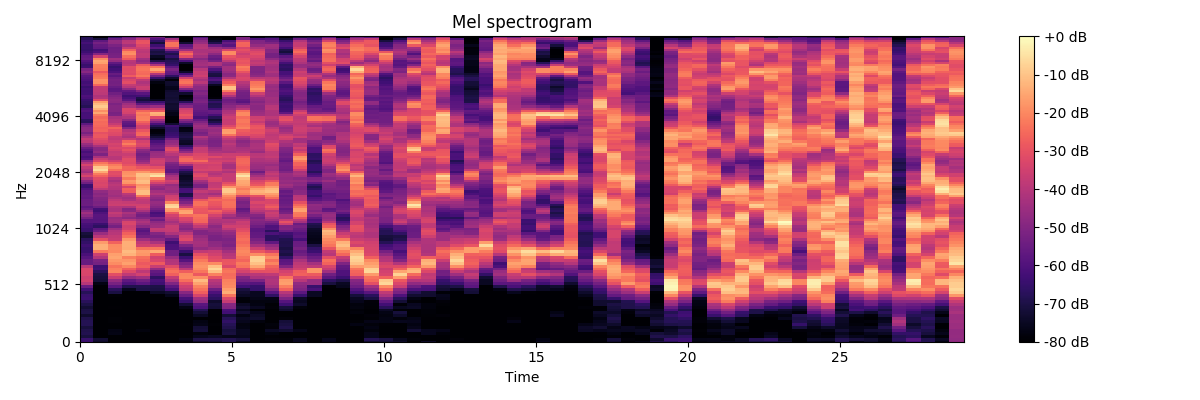 Mel spectrogram
Hz
8192
4096
2048
1024
512
0
0 5 10 15 20 25
Time
+0 dB
-10 dB
-20 dB
-30 dB
-40 dB
-50 dB
-60 dB
-70 dB
-80 dB